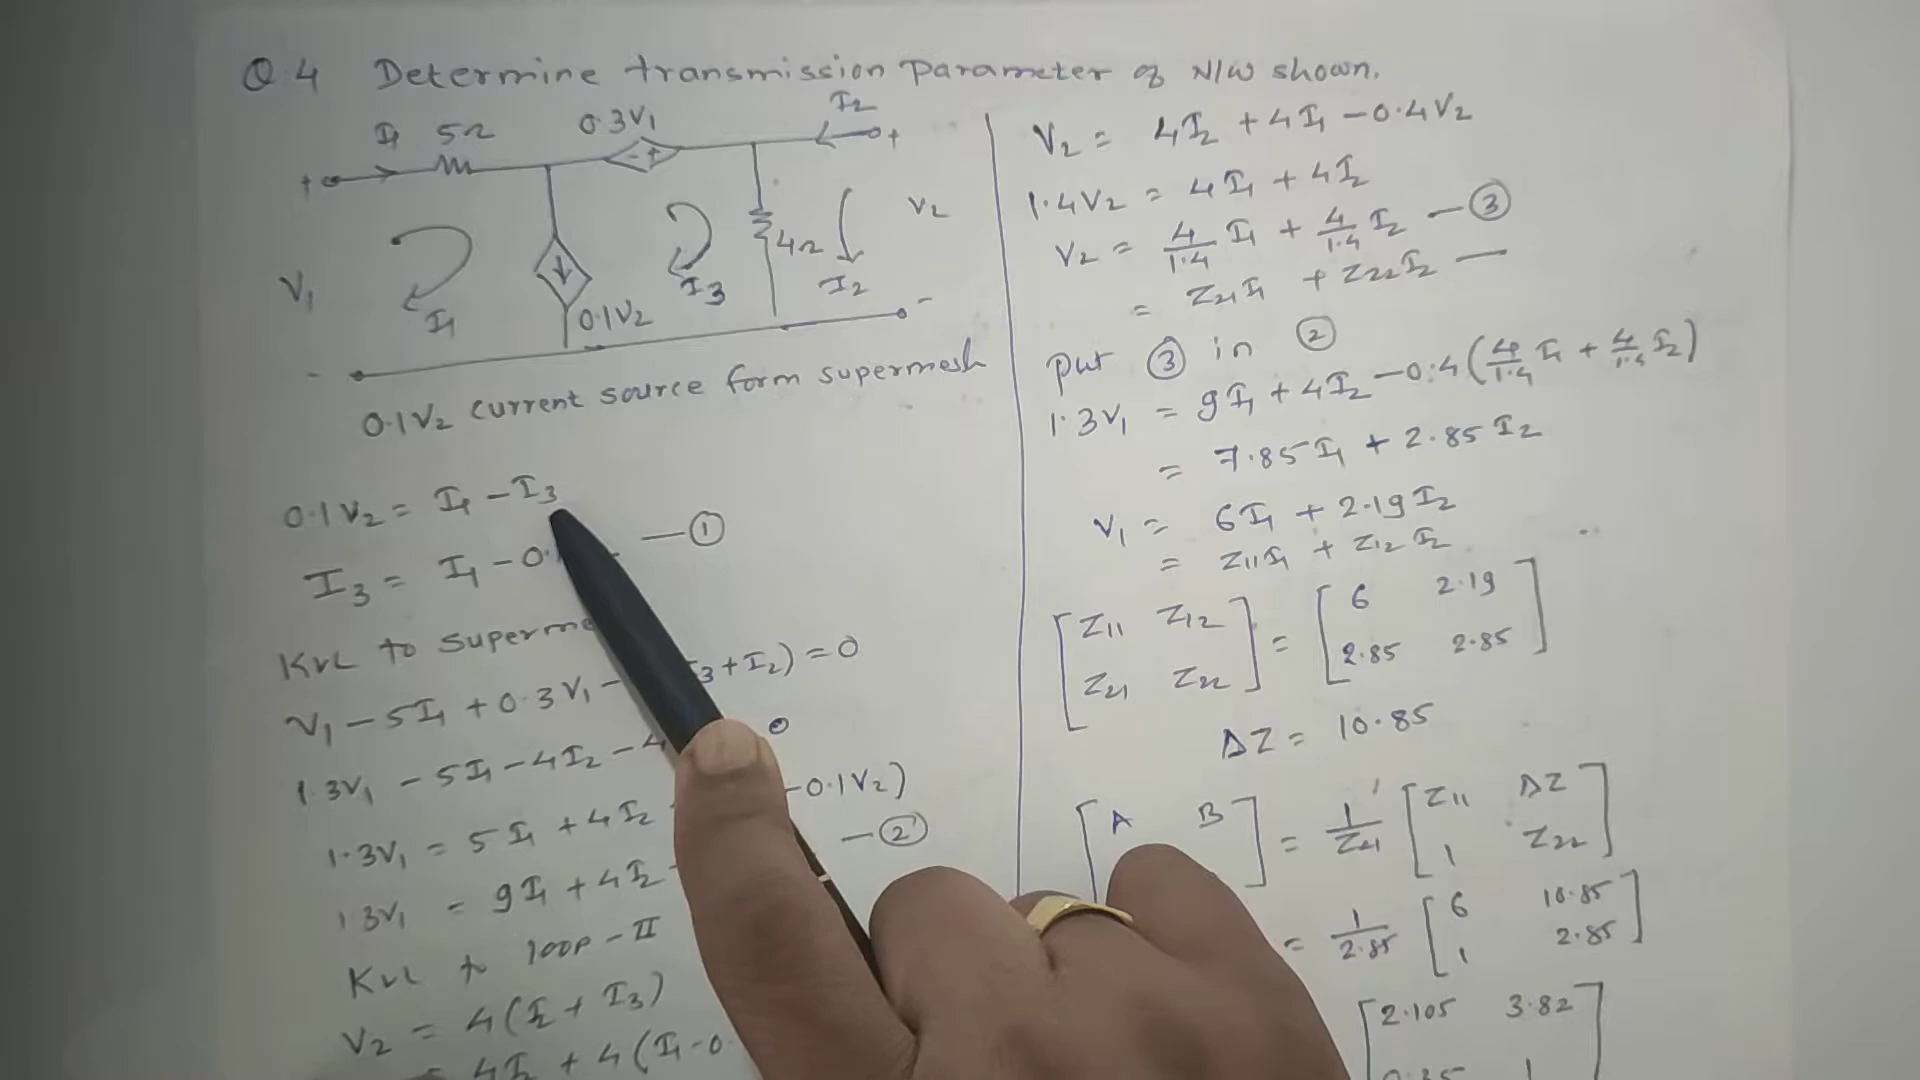 Q.4 Determine transmission parameter of N/W shown.
I1 5Ω 0.3V1 I2
+ - + +
V1 I1 0.1V2 I3 4Ω I2 V2
- -
0.1V2 current source form supermesh
0.1V2 = I1 - I3
I3 = I1 - 0. — ①
KVL to superme
V1 - 5I1 + 0.3V1 - 3 + I2) = 0
1.3V1 - 5I1 - 4I2 - 4 0
1.3V1 = 5I1 + 4I2 - 0.1V2)
1.3V1 = 9I1 + 4I2 - — ②
KVL to loop - II
V2 = 4(I2 + I3)
= 4I2 + 4(I1 - 0.
V2 = 4I2 + 4I1 - 0.4V2
1.4V2 = 4I1 + 4I2
V2 = 4/1.4 I1 + 4/1.4 I2 — ③
= Z21I1 + Z22I2 —
put ③ in ②
1.3V1 = 9I1 + 4I2 - 0.4(4/1.4 I1 + 4/1.4 I2)
= 7.85I1 + 2.85I2
V1 = 6I1 + 2.19I2
= Z11I1 + Z12I2
[Z11 Z12] = [6 2.19]
[Z21 Z22] [2.85 2.85]
ΔZ = 10.85
[A B] = 1/Z21 [Z11 ΔZ]
[1 Z22]
= 1/2.85 [6 10.85]
[1 2.85]
[2.105 3.82]
0.35 1